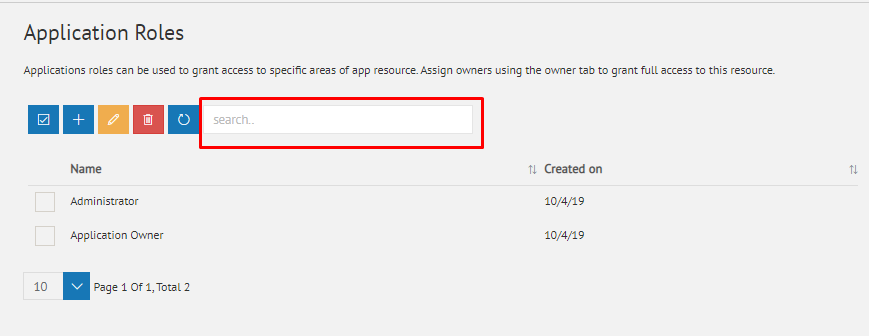 Application Roles
Applications roles can be used to grant access to specific areas of app resource. Assign owners using the owner tab to grant full access to this resource.
search..
Name Created on
Administrator 10/4/19
Application Owner 10/4/19
10 Page 1 Of 1, Total 2